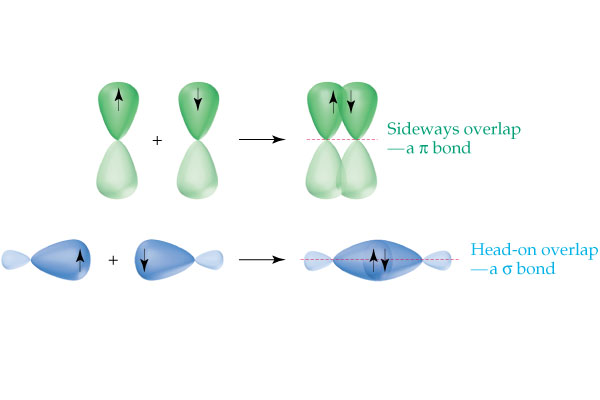 +
Sideways overlap
—a π bond
+
Head-on overlap
—a σ bond